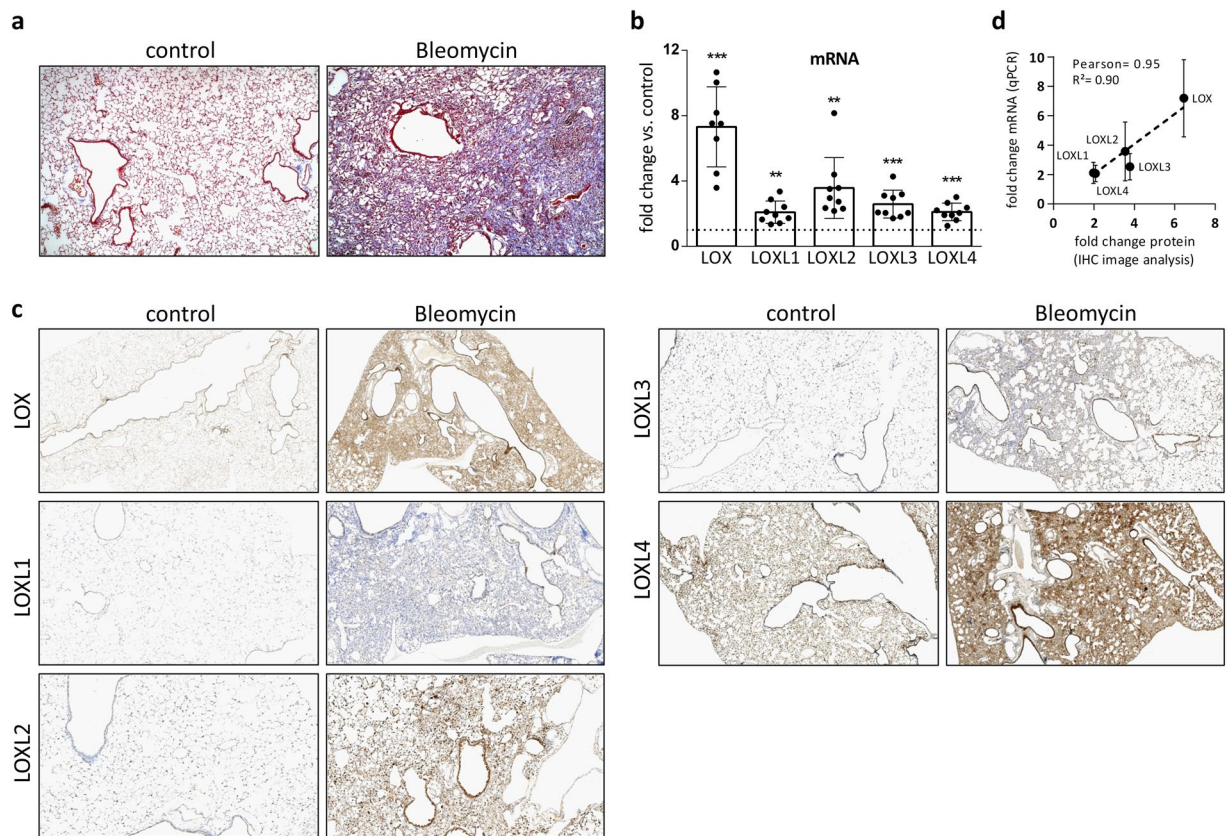 a
control
Bleomycin
b
mRNA
fold change vs. control
12
8
4
0
***
**
**
***
***
LOX
LOXL1
LOXL2
LOXL3
LOXL4
d
Pearson= 0.95
R²= 0.90
fold change mRNA (qPCR)
10
8
6
4
2
0
LOX
LOXL2
LOXL1
LOXL3
LOXL4
0
2
4
6
8
fold change protein
(IHC image analysis)
c
control
Bleomycin
LOX
LOXL1
LOXL2
control
Bleomycin
LOXL3
LOXL4